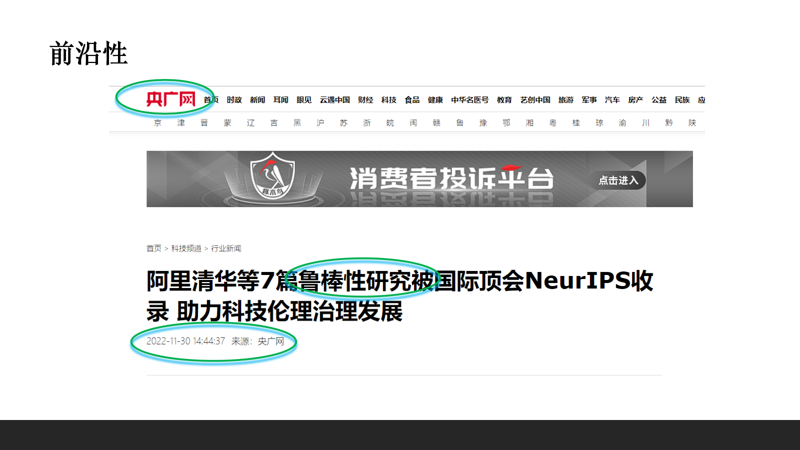 前沿性
央广网 首页 时政 新闻 耳闻 眼见 云遇中国 财经 科技 食品 健康 中华名医号 教育 艺创中国 旅游 军事 汽车 房产 公益 民族 应
京 津 晋 蒙 辽 吉 黑 沪 苏 浙 皖 闽 赣 鲁 豫 鄂 湘 粤 桂 琼 渝 川 黔 陕
啄木鸟 消费者投诉平台 点击进入
首页 > 科技频道 > 行业新闻
阿里清华等7篇鲁棒性研究被国际顶会NeurIPS收
录 助力科技伦理治理发展
2022-11-30 14:44:37 来源：央广网